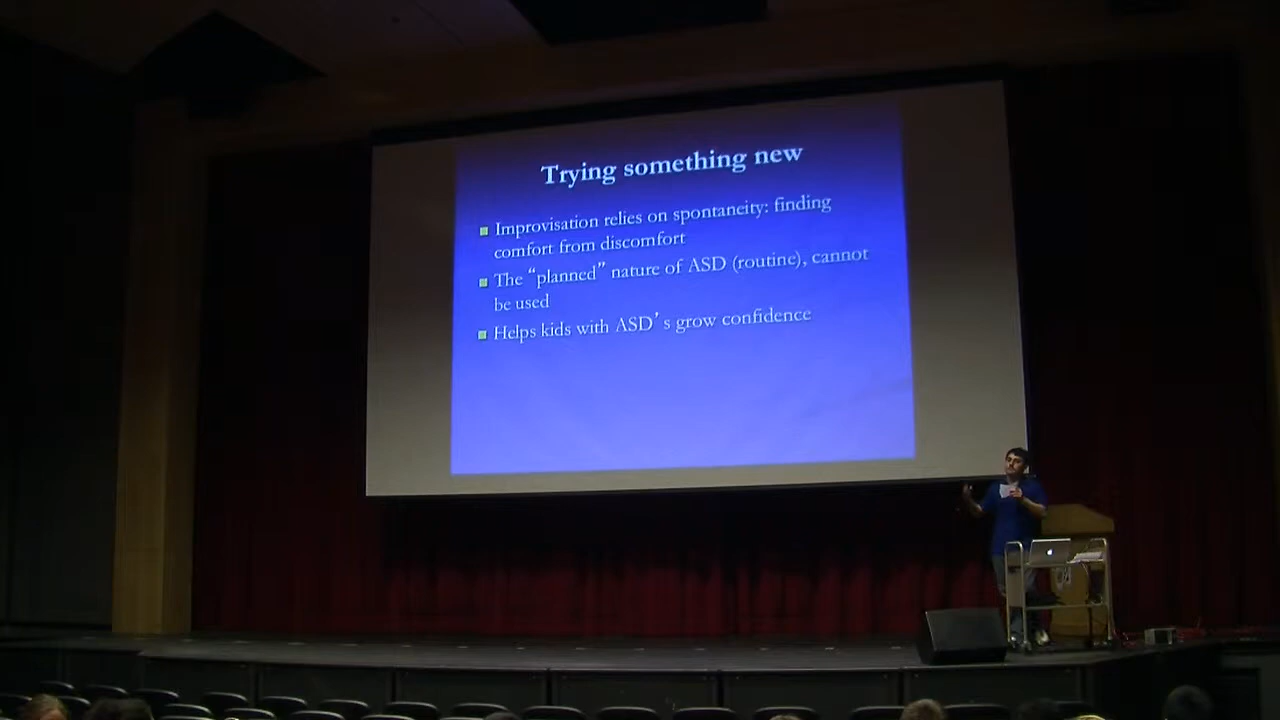 Trying something new
Improvisation relies on spontaneity: finding
comfort from discomfort
The “planned” nature of ASD (routine), cannot
be used
Helps kids with ASD’s grow confidence